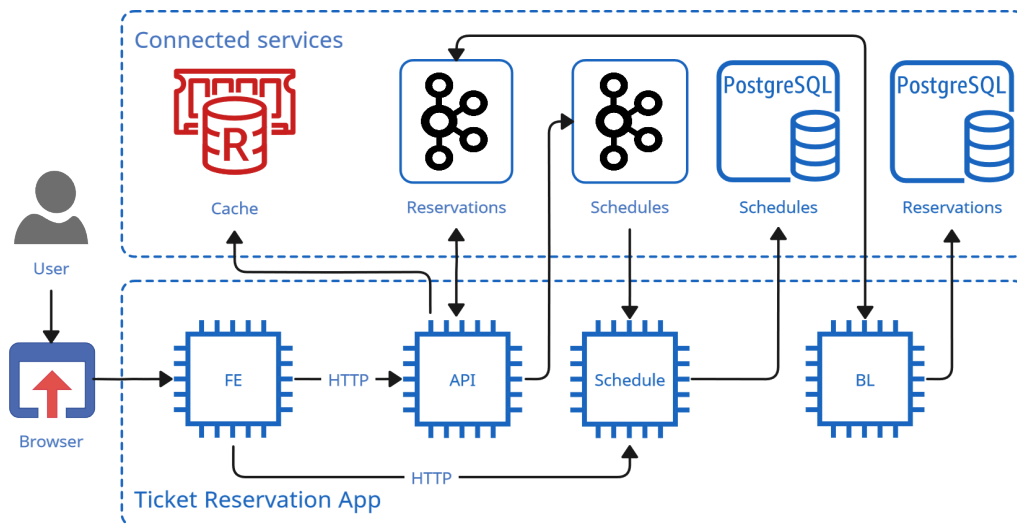 Connected services
PostgreSQL
PostgreSQL
R
Cache
Reservations
Schedules
Schedules
Reservations
User
FE
HTTP
API
Schedule
BL
Browser
HTTP
Ticket Reservation App